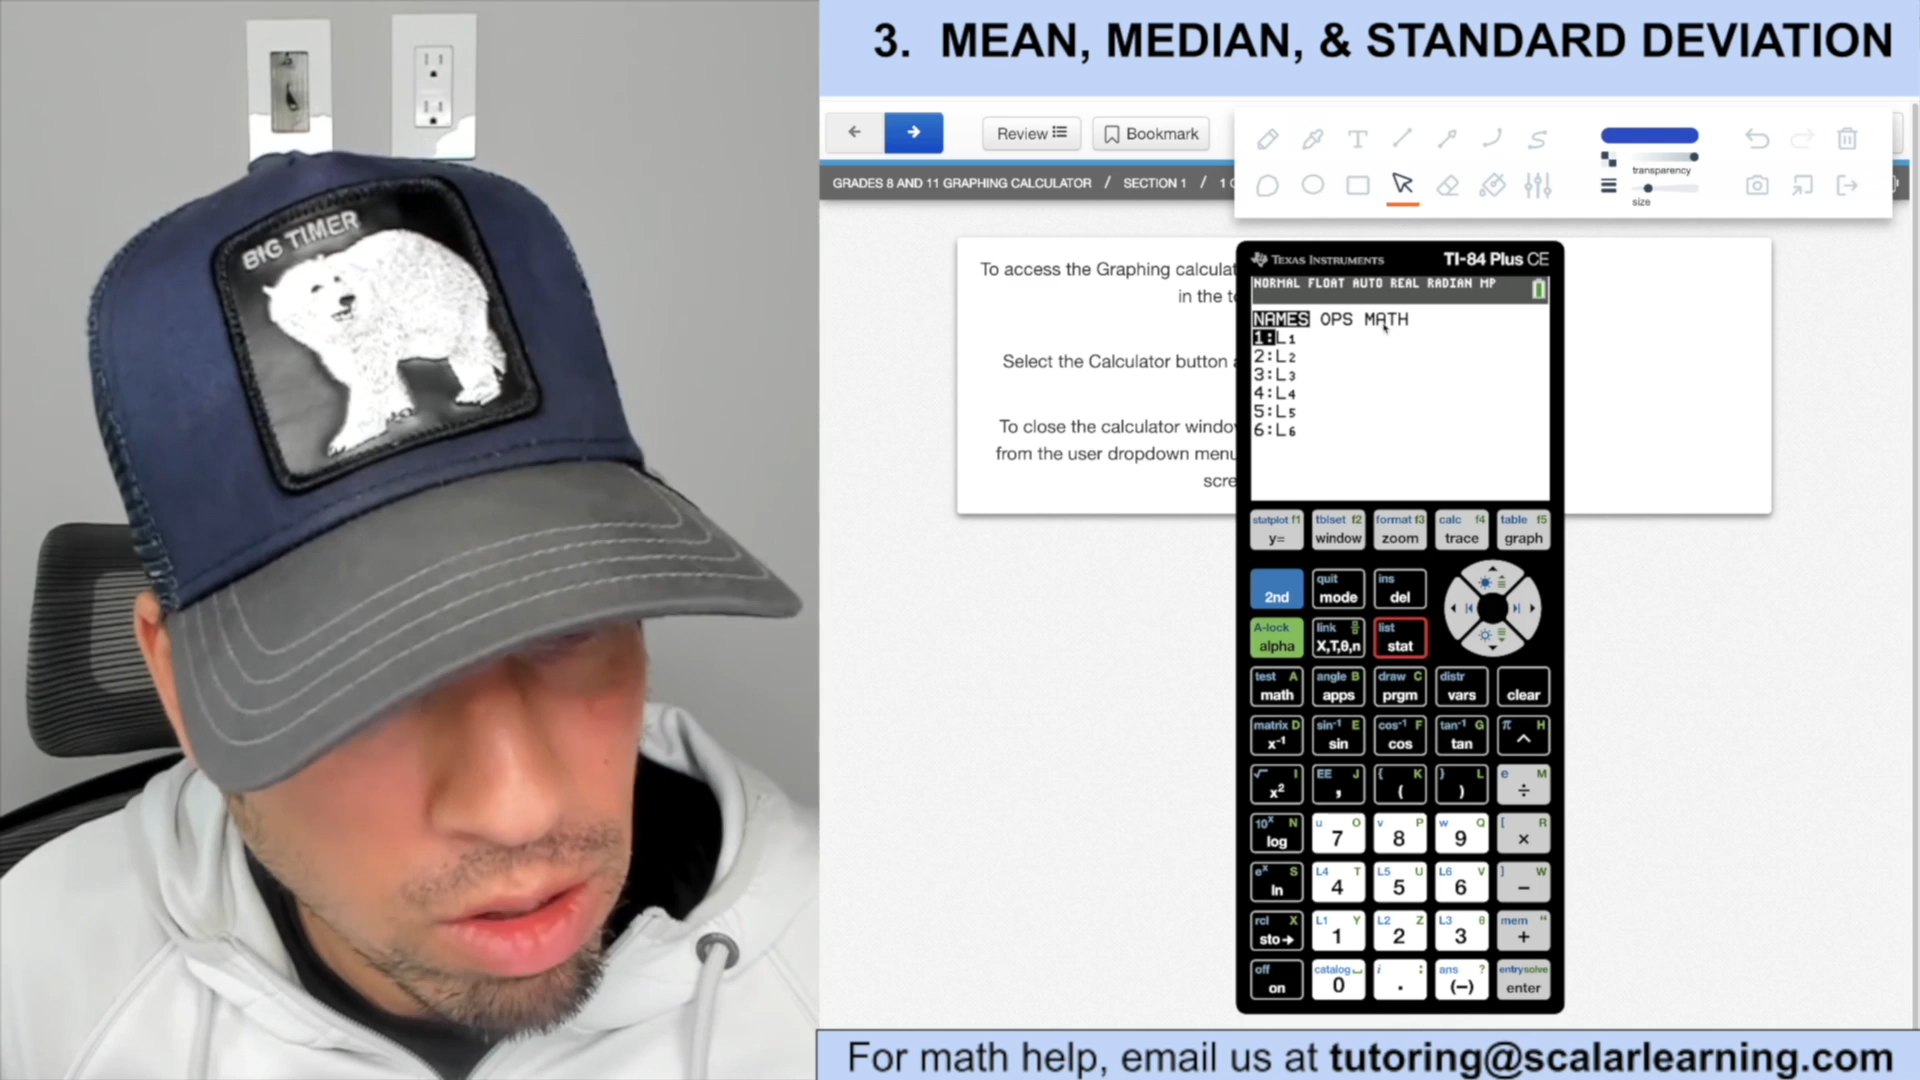 BIG TIMER
3. MEAN, MEDIAN, & STANDARD DEVIATION
Review
Bookmark
transparency
size
GRADES 8 AND 11 GRAPHING CALCULATOR / SECTION 1 /
To access the Graphing
in the
Select the Calculator button
To close the calculator
from the user dropdown
TEXAS INSTRUMENTS TI-84 Plus CE
NORMAL FLOAT AUTO REAL RADIAN MP
NAMES OPS MATH
1:L1
2:L2
3:L3
4:L4
5:L5
6:L6
statplot f1 tblset f2 format f3 calc f4 table f5
y= window zoom trace graph
quit ins
2nd mode del
A-lock link list
alpha X,T,θ,n stat
test A angle B draw C distr
math apps prgm vars clear
matrix D sin-1 E cos-1 F tan-1 G π H
x-1 sin cos tan ^
√ I EE J { K } L e M
x2 , ( ) ÷
10x N u O v P w Q [ R
log 7 8 9 ×
ex S L4 T L5 U L6 V ] W
ln 4 5 6 −
rcl X L1 Y L2 Z L3 θ mem "
sto→ 1 2 3 +
off catalog i : ans ? entry solve
on 0 . (−) enter
For math help, email us at tutoring@scalarlearning.com